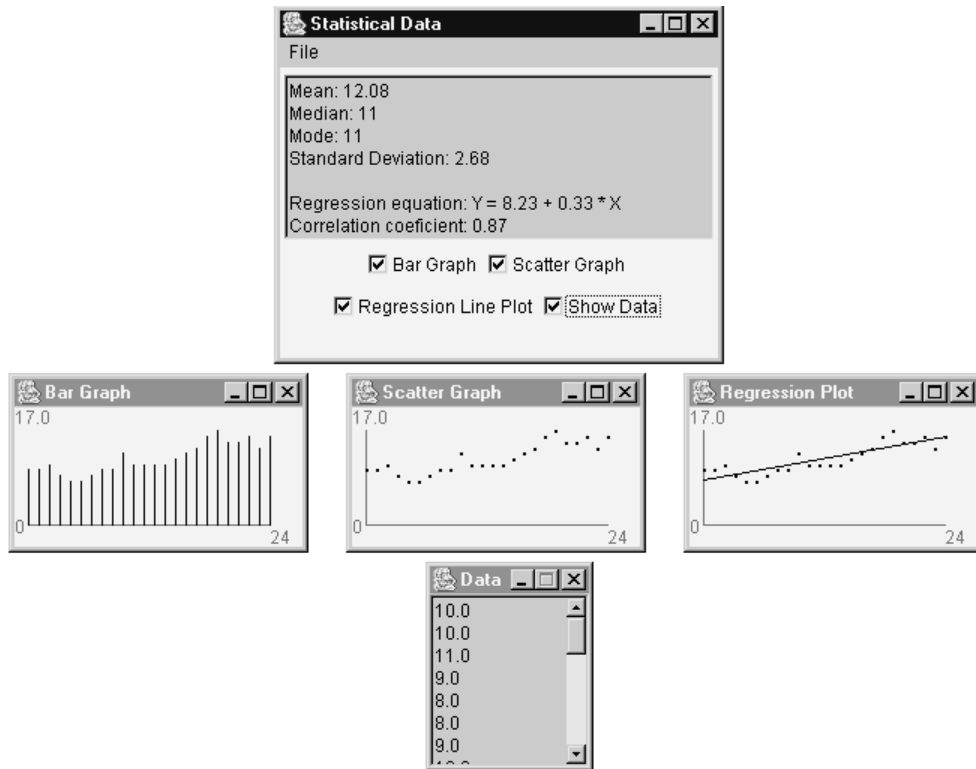 Statistical Data
File
Mean: 12.08
Median: 11
Mode: 11
Standard Deviation: 2.68
Regression equation: Y = 8.23 + 0.33 * X
Correlation coeficient: 0.87
Bar Graph Scatter Graph
Regression Line Plot Show Data
Bar Graph
17.0
0
24
Scatter Graph
17.0
0
24
Regression Plot
17.0
0
24
Data
10.0
10.0
11.0
9.0
8.0
8.0
9.0